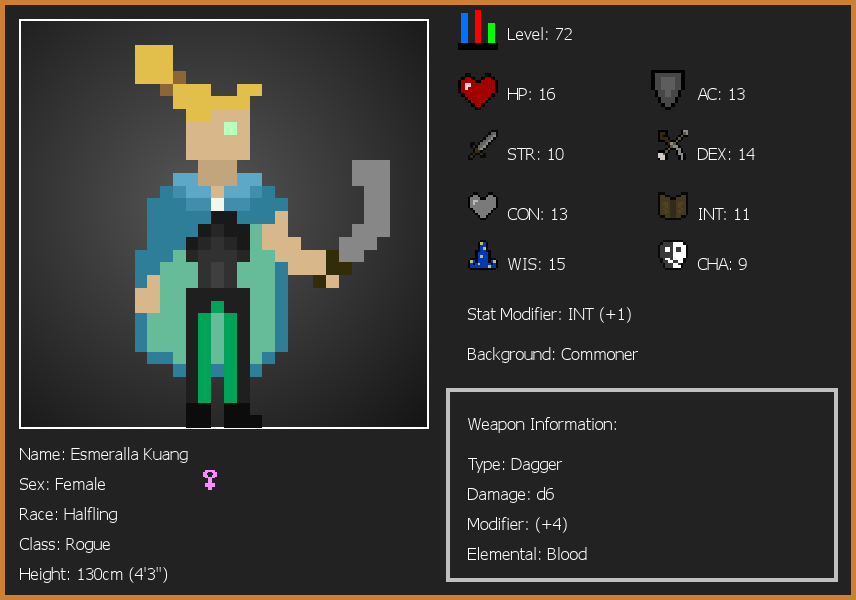 Level: 72
HP: 16
AC: 13
STR: 10
DEX: 14
CON: 13
INT: 11
WIS: 15
CHA: 9
Stat Modifier: INT (+1)
Background: Commoner
Weapon Information:
Type: Dagger
Damage: d6
Modifier: (+4)
Elemental: Blood
Name: Esmeralla Kuang
Sex: Female
Race: Halfling
Class: Rogue
Height: 130cm (4'3")